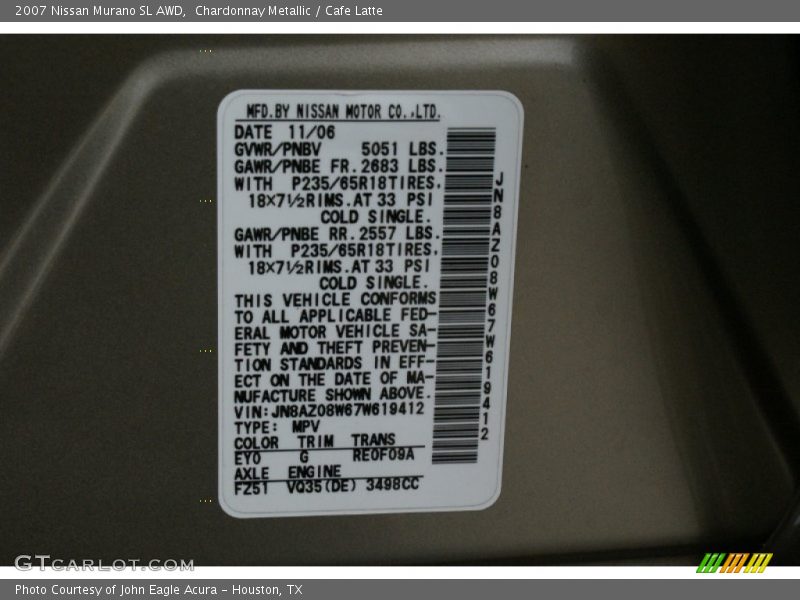 2007 Nissan Murano SL AWD,  Chardonnay Metallic / Cafe Latte
MFD.BY NISSAN MOTOR CO.,LTD.
DATE 11/06
GVWR/PNBV 5051 LBS.
GAWR/PNBE FR.2683 LBS.
WITH P235/65R18TIRES.
18×7½RIMS.AT 33 PSI
COLD SINGLE.
GAWR/PNBE RR.2557 LBS.
WITH P235/65R18TIRES.
18×7½RIMS.AT 33 PSI
COLD SINGLE.
THIS VEHICLE CONFORMS
TO ALL APPLICABLE FED-
ERAL MOTOR VEHICLE SA-
FETY AND THEFT PREVEN-
TION STANDARDS IN EFF-
ECT ON THE DATE OF MA-
NUFACTURE SHOWN ABOVE.
VIN:JN8AZ08W67W619412
TYPE: MPV
COLOR TRIM TRANS
EY0 G RE0F09A
AXLE ENGINE
FZ51 VQ35(DE) 3498CC
JN8AZ08W67W619412
GTCARLOT.COM
Photo Courtesy of John Eagle Acura - Houston, TX